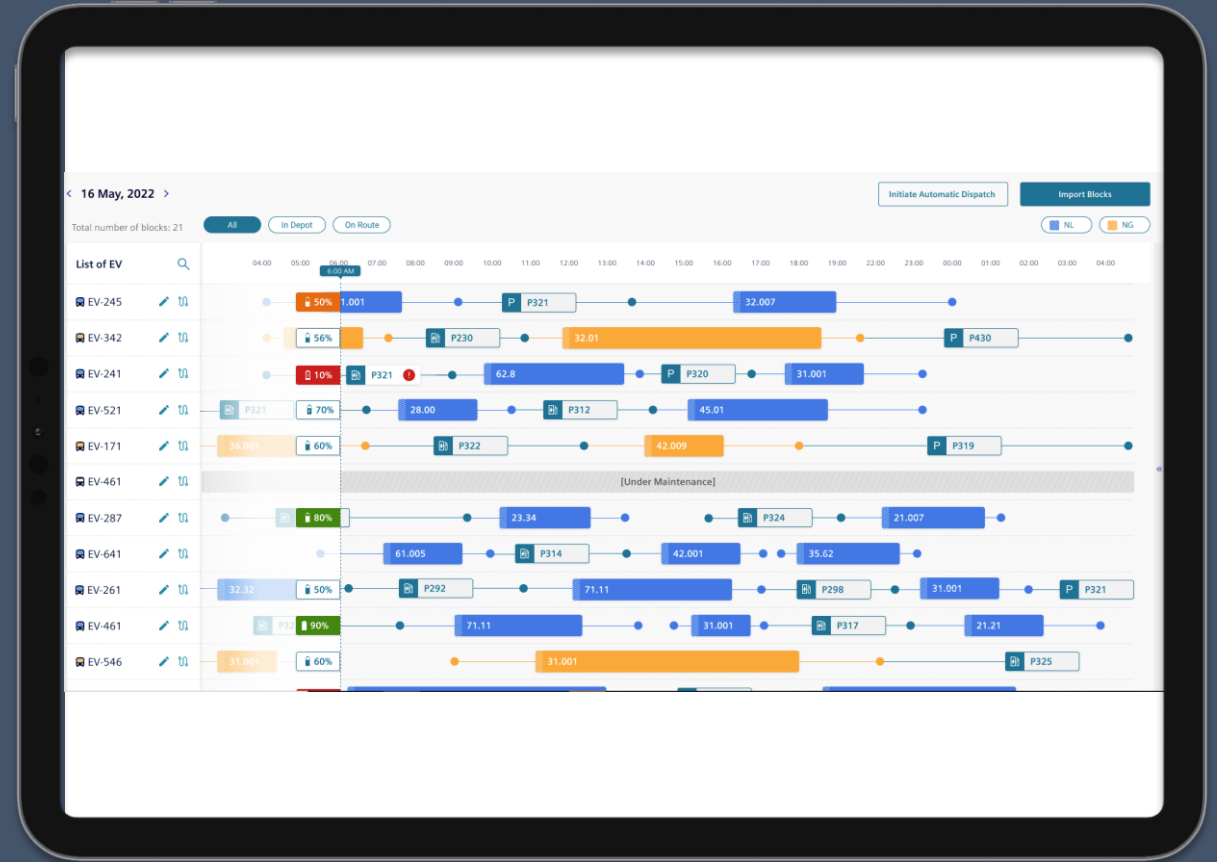 16 May, 2022
Initiate Automatic Dispatch
Import Blocks
Total number of blocks: 21
All
In Depot
On Route
NL
NG
List of EV
04:00 05:00 06:00 07:00 08:00 09:00 10:00 11:00 12:00 13:00 14:00 15:00 16:00 17:00 18:00 19:00 22:00 23:00 00:00 01:00 02:00 03:00 04:00
6:00 AM
EV-245 50% 1.001 P P321 32.007
EV-342 56% P230 32.01 P P430
EV-241 10% P321 ! 62.8 P P320 31.001
EV-521 P321 70% 28.00 P312 45.01
EV-171 36.001 60% P322 42.009 P P319
EV-461 [Under Maintenance]
EV-287 80% 23.34 P324 21.007
EV-641 61.005 P314 42.001 35.62
EV-261 32.32 50% P292 71.11 P298 31.001 P P321
EV-461 P32 90% 71.11 31.001 P317 21.21
EV-546 31.001 60% 31.001 P325